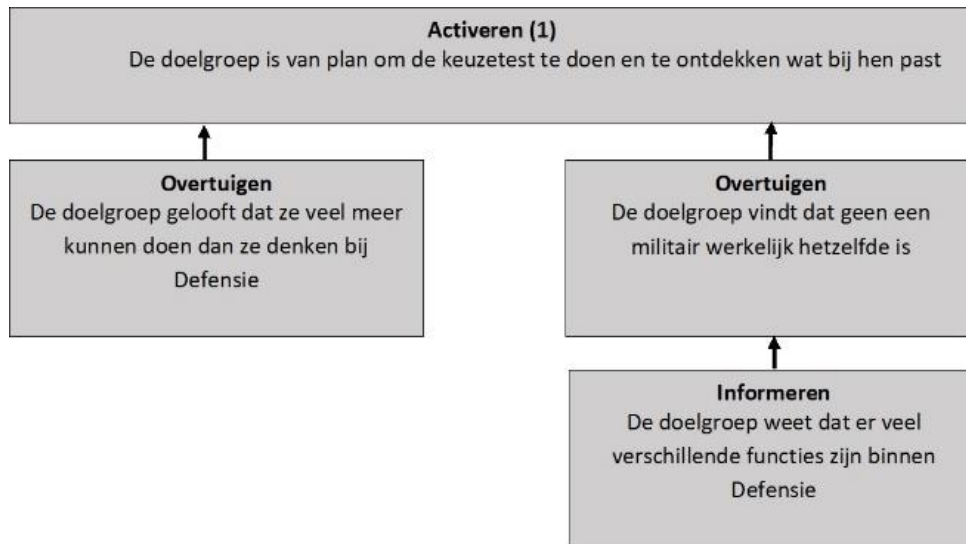 Activeren (1)
De doelgroep is van plan om de keuzetest te doen en te ontdekken wat bij hen past
Overtuigen
De doelgroep gelooft dat ze veel meer
kunnen doen dan ze denken bij
Defensie
Overtuigen
De doelgroep vindt dat geen een
militair werkelijk hetzelfde is
Informeren
De doelgroep weet dat er veel
verschillende functies zijn binnen
Defensie